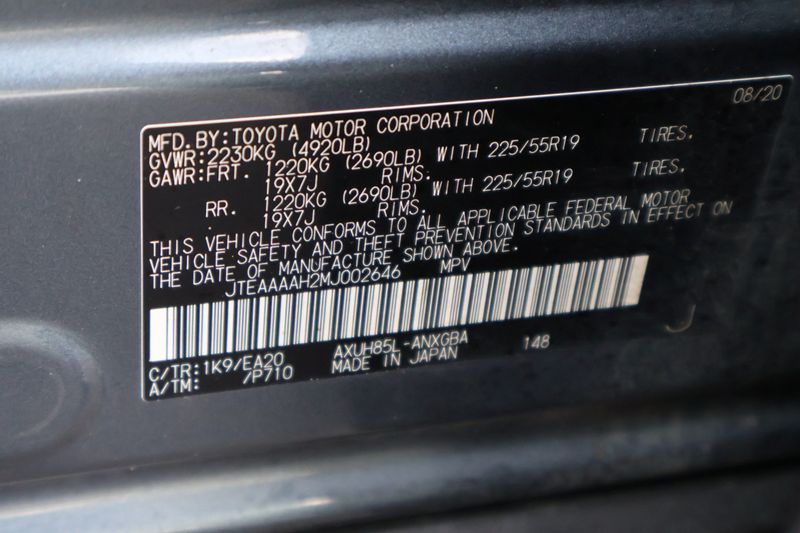 08/20
MFD.BY:TOYOTA MOTOR CORPORATION
GVWR:2230KG (4920LB)
GAWR:FRT. 1220KG (2690LB) WITH 225/55R19 TIRES.
19X7J RIMS.
RR. 1220KG (2690LB) WITH 225/55R19 TIRES.
19X7J RIMS.
THIS VEHICLE CONFORMS TO ALL APPLICABLE FEDERAL MOTOR
VEHICLE SAFETY AND THEFT PREVENTION STANDARDS IN EFFECT ON
THE DATE OF MANUFACTURE SHOWN ABOVE.
JTEAAAAH2MJ002646 MPV
C/TR:1K9/EA20 AXUH85L-ANXGBA 148
A/TM: /P710 MADE IN JAPAN
J